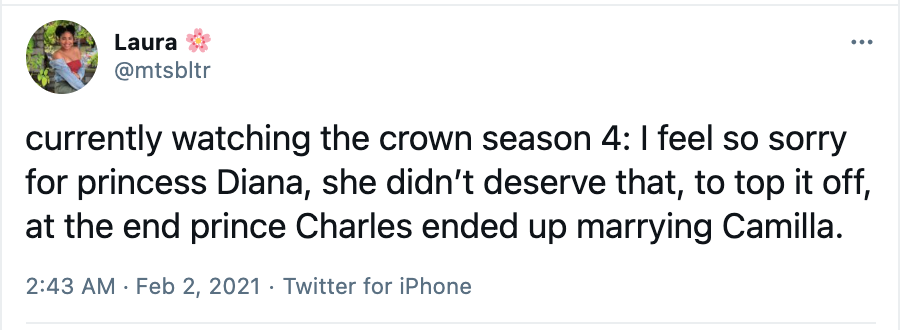 Laura 🌸
@mtsbltr
currently watching the crown season 4: I feel so sorry
for princess Diana, she didn’t deserve that, to top it off,
at the end prince Charles ended up marrying Camilla.
2:43 AM · Feb 2, 2021 · Twitter for iPhone